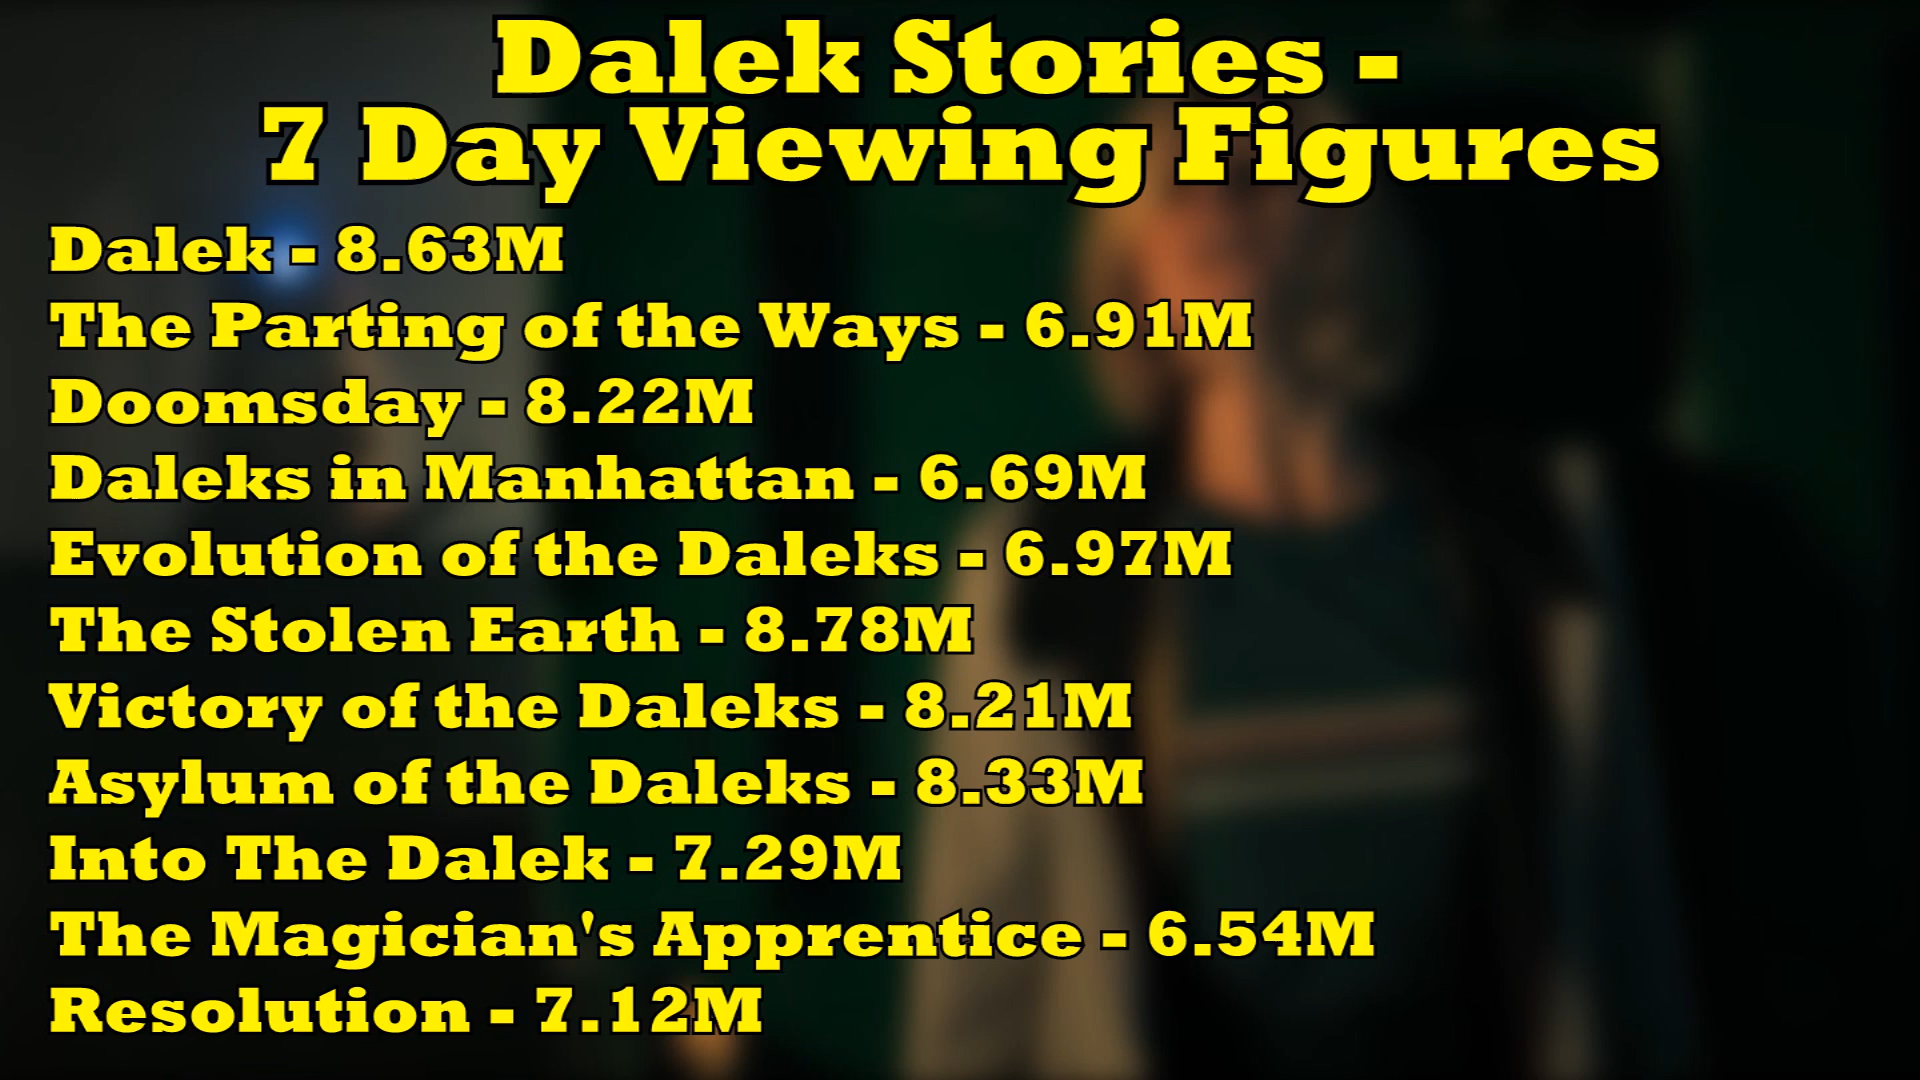 Dalek Stories -
7 Day Viewing Figures
Dalek - 8.63M
The Parting of the Ways - 6.91M
Doomsday - 8.22M
Daleks in Manhattan - 6.69M
Evolution of the Daleks - 6.97M
The Stolen Earth - 8.78M
Victory of the Daleks - 8.21M
Asylum of the Daleks - 8.33M
Into The Dalek - 7.29M
The Magician's Apprentice - 6.54M
Resolution - 7.12M